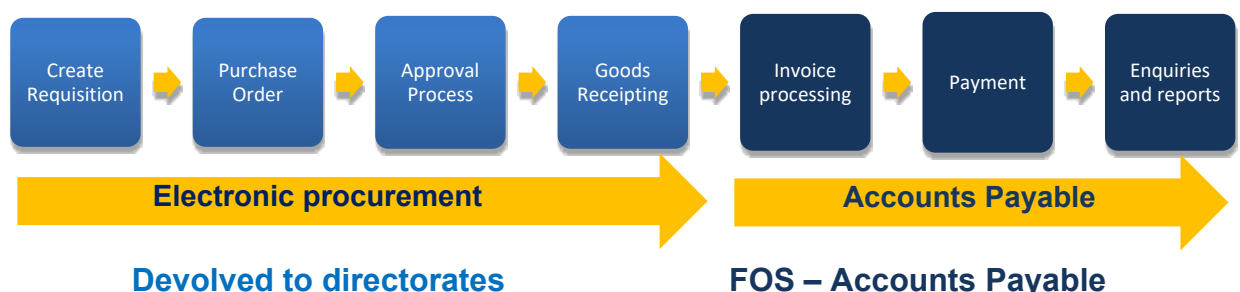 Create
Requisition
Purchase
Order
Approval
Process
Goods
Receipting
Invoice
processing
Payment
Enquiries
and reports
Electronic procurement
Accounts Payable
Devolved to directorates
FOS – Accounts Payable